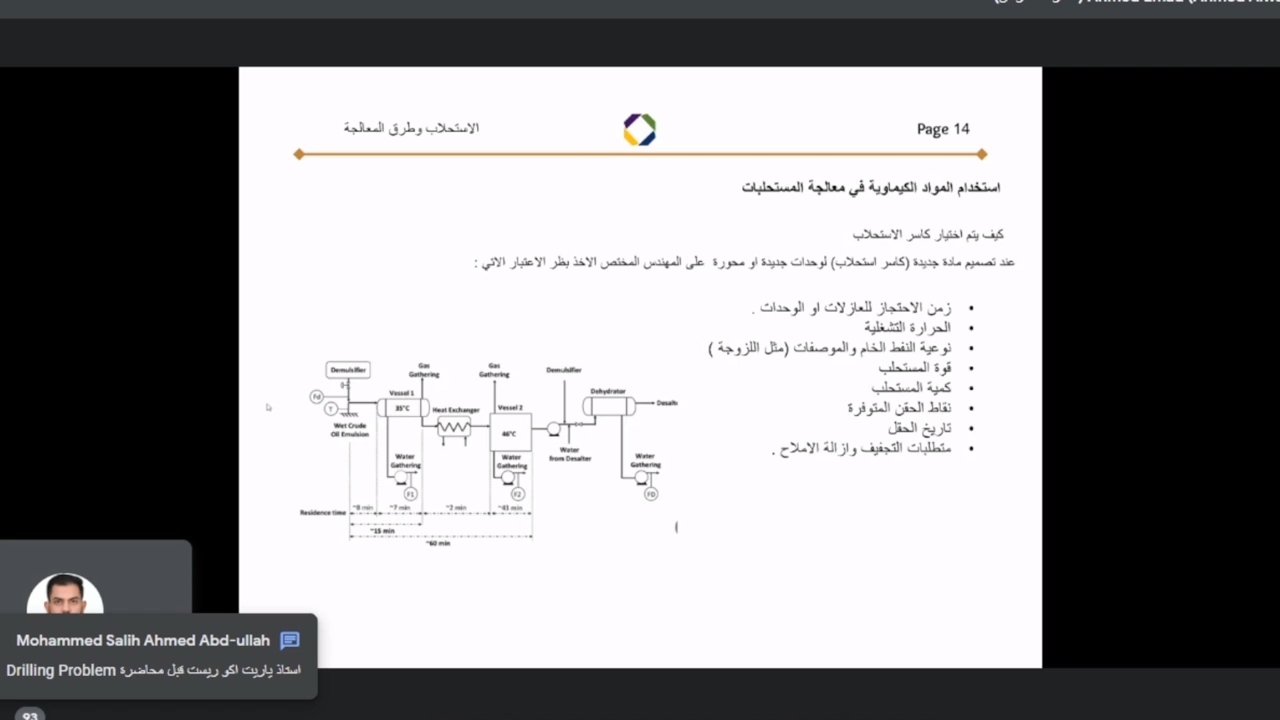 Page 14
الاستحلاب وطرق المعالجة
استخدام المواد الكيماوية في معالجة المستحلبات
كيف يتم اختيار كاسر الاستحلاب
عند تصميم مادة جديدة (كاسر استحلاب) لوحدات جديدة او محورة على المهندس المختص الاخذ بظر الاعتبار الاتي :
• زمن الاحتجاز للعازلات او الوحدات .
• الحرارة التشغلية
• نوعية النفط الخام والموصفات (مثل اللزوجة )
• قوة المستحلب
• كمية المستحلب
• نقاط الحقن المتوفرة
• تاريخ الحقل
• متطلبات التجفيف وازالة الاملاح .
Demulsifier
Gas
Gathering
Gas
Gathering
Demulsifier
Fd
T
Wet Crude
Oil Emulsion
Vessel 1
35°C
Heat Exchanger
Vessel 2
46°C
Dehydrator
Desalte
Water
from Desalter
Water
Gathering
Water
Gathering
Water
Gathering
F1
F2
FD
Residence time
~8 min
~7 min
~2 min
~43 min
~15 min
~60 min
Mohammed Salih Ahmed Abd-ullah
استاذ ياريت اكو ريست قبل محاضرة Drilling Problem
93